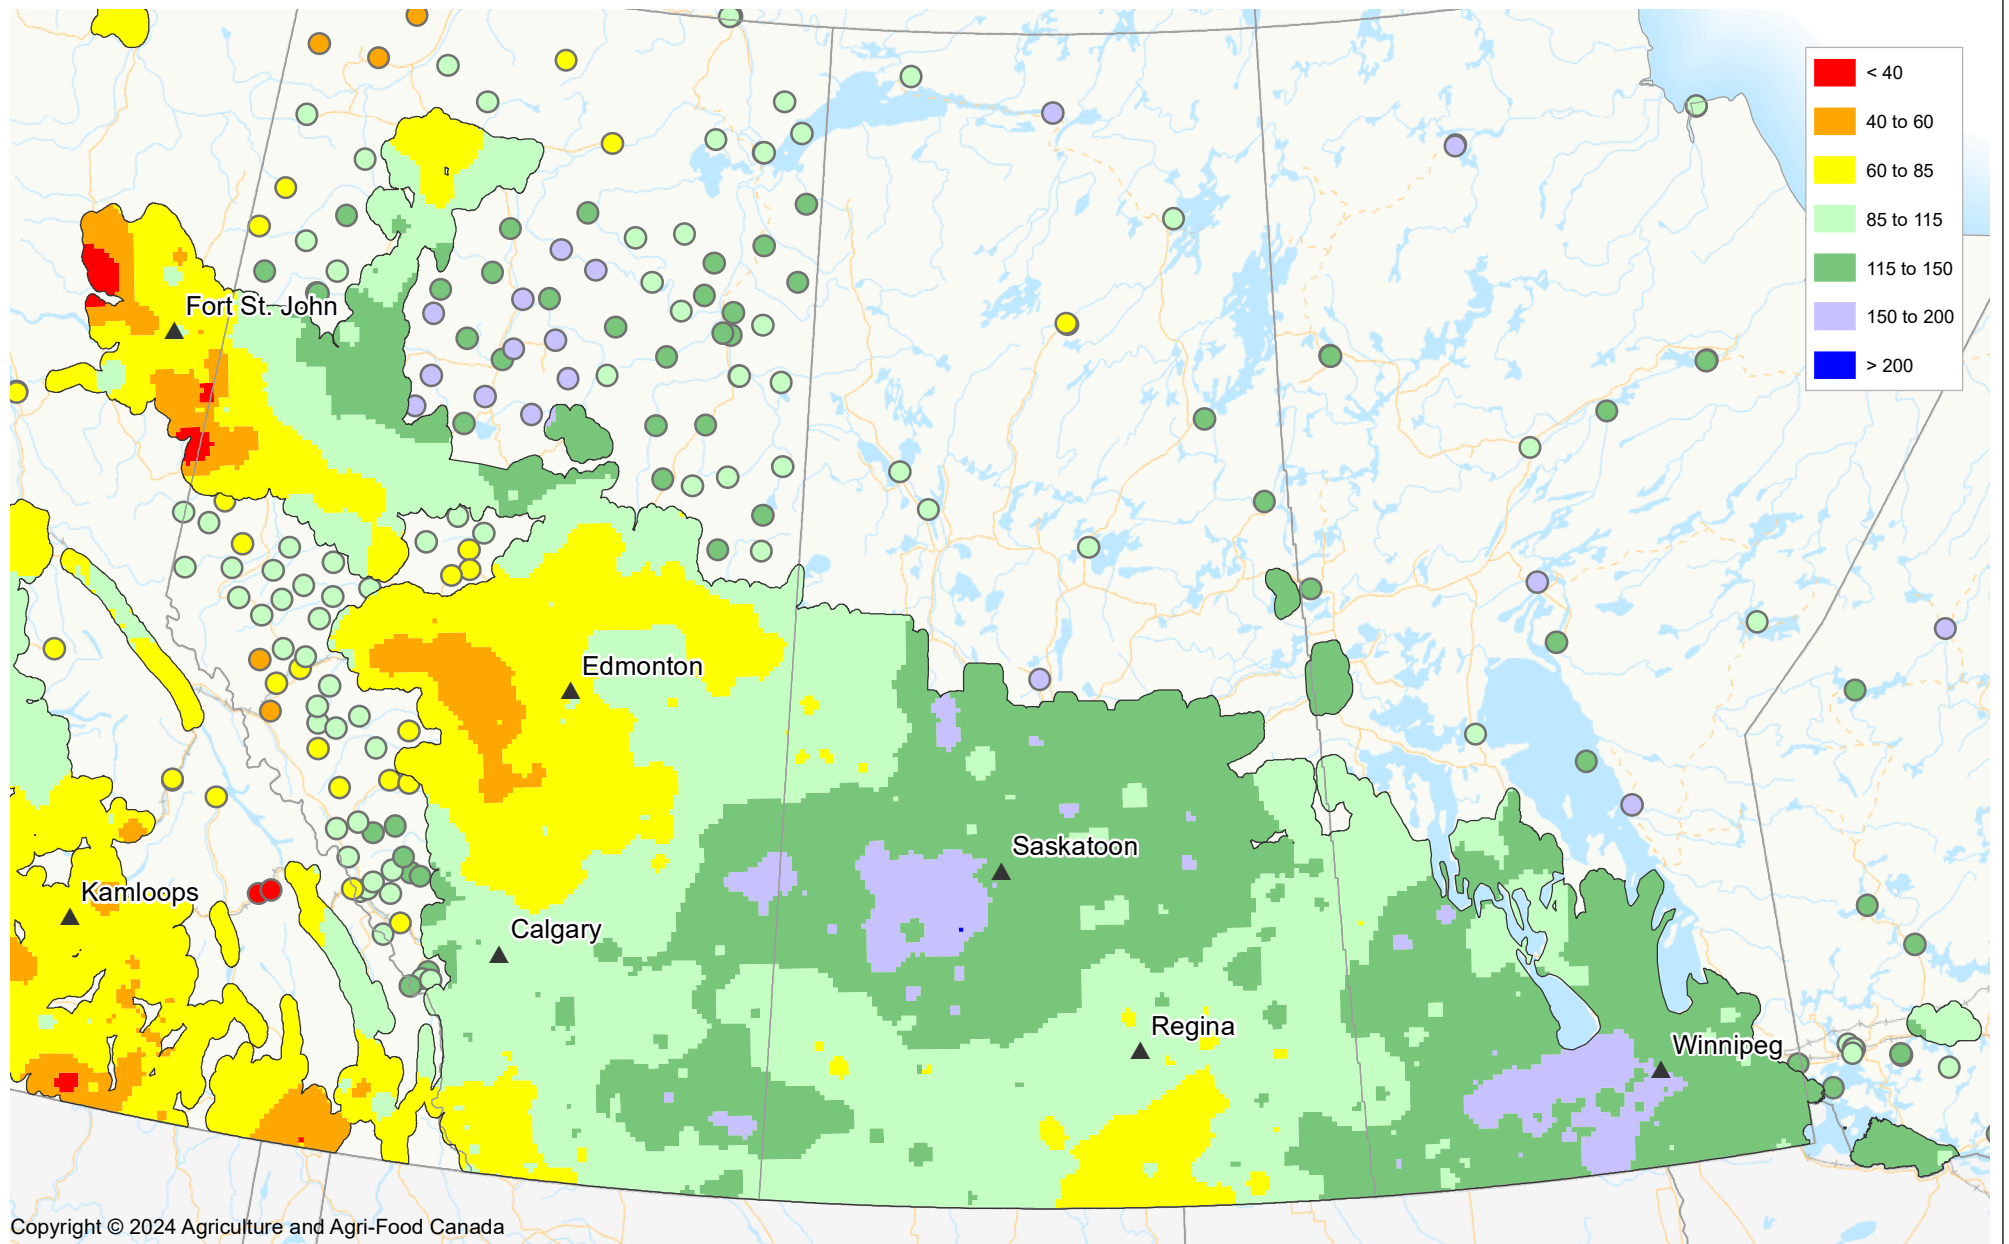 < 40
40 to 60
60 to 85
85 to 115
115 to 150
150 to 200
> 200
Fort St. John
Edmonton
Saskatoon
Kamloops
Calgary
Regina
Winnipeg
Copyright © 2024 Agriculture and Agri-Food Canada